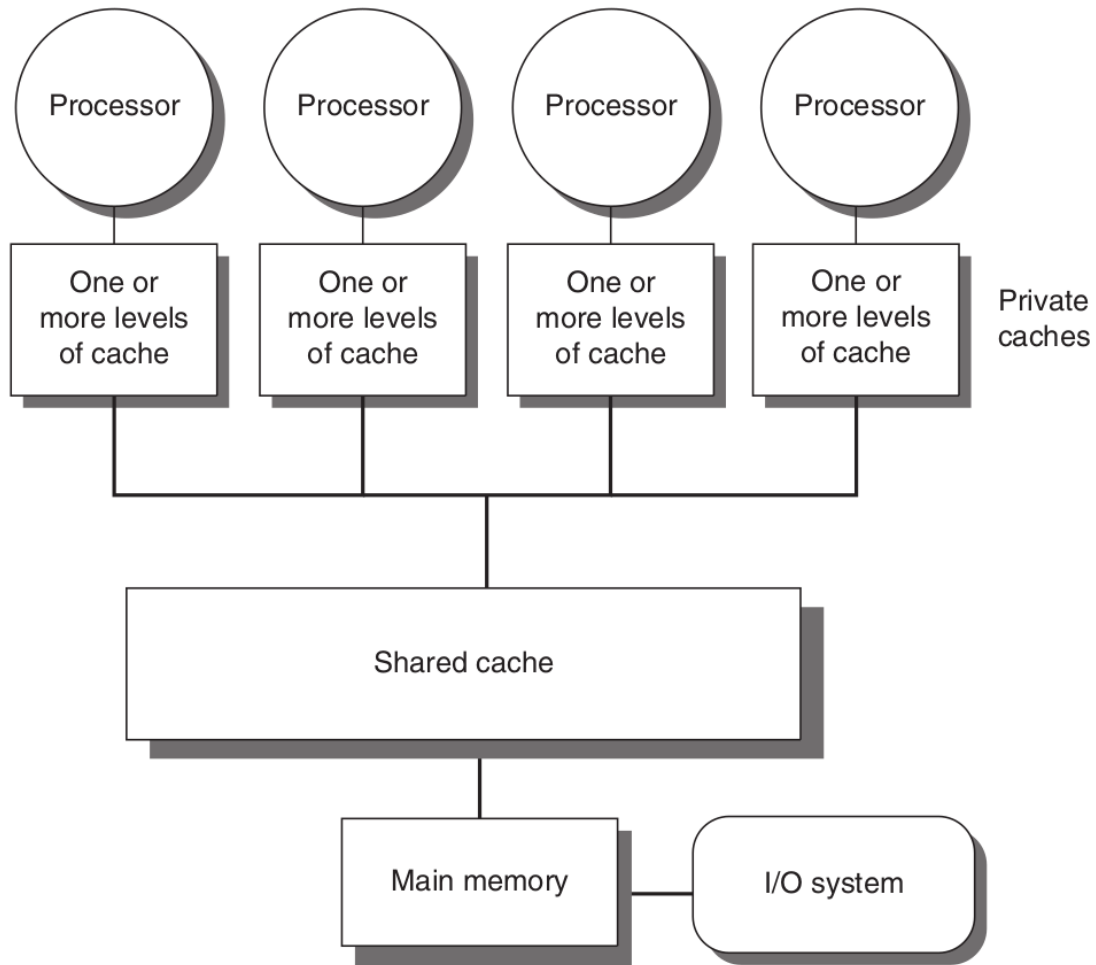 Processor
Processor
Processor
Processor
One or
more levels
of cache
One or
more levels
of cache
One or
more levels
of cache
One or
more levels
of cache
Private
caches
Shared cache
Main memory
I/O system